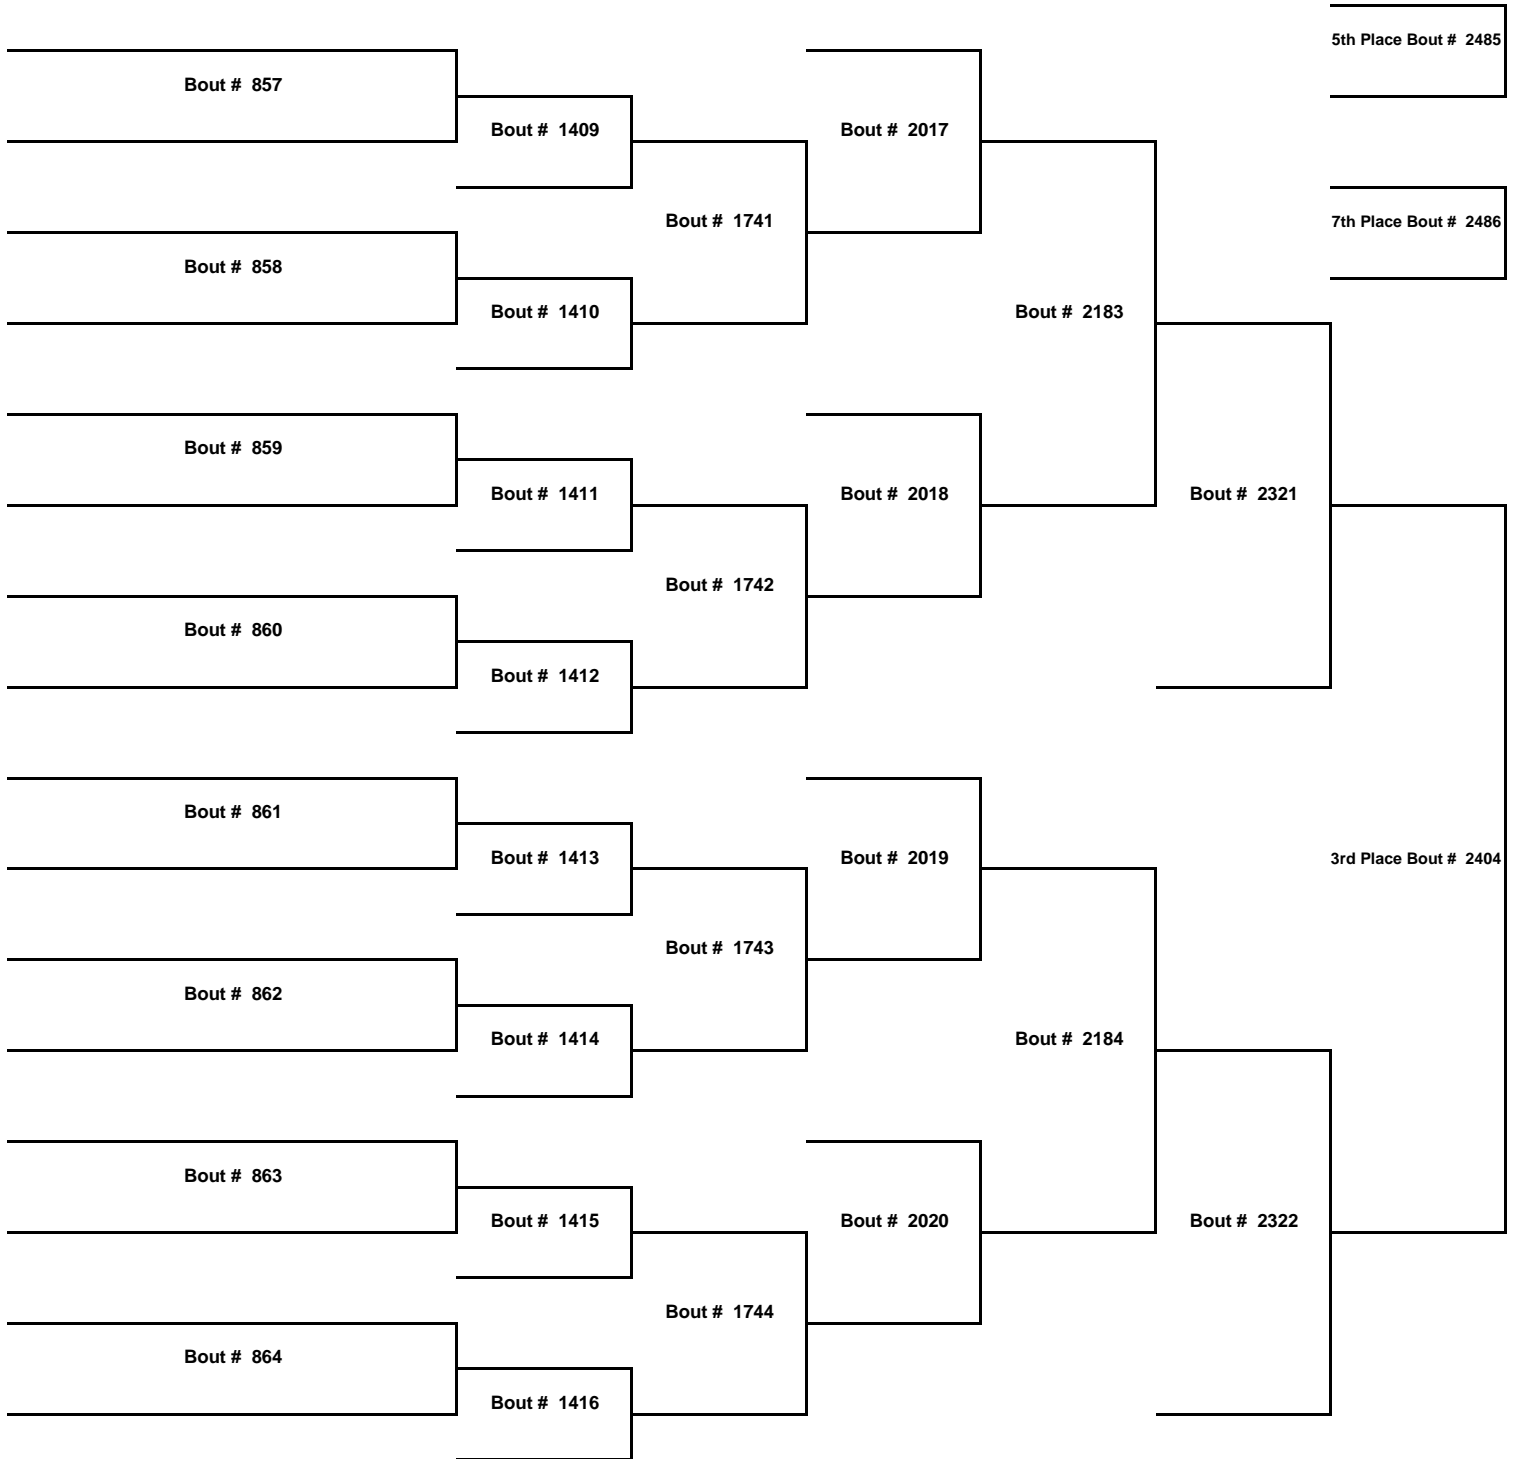 5th Place Bout #  2485
Bout #  857
Bout #  1409
Bout #  2017
Bout #  1741
7th Place Bout #  2486
Bout #  858
Bout #  1410
Bout #  2183
Bout #  859
Bout #  1411
Bout #  2018
Bout #  2321
Bout #  1742
Bout #  860
Bout #  1412
Bout #  861
Bout #  1413
Bout #  2019
3rd Place Bout #  2404
Bout #  1743
Bout #  862
Bout #  1414
Bout #  2184
Bout #  863
Bout #  1415
Bout #  2020
Bout #  2322
Bout #  1744
Bout #  864
Bout #  1416